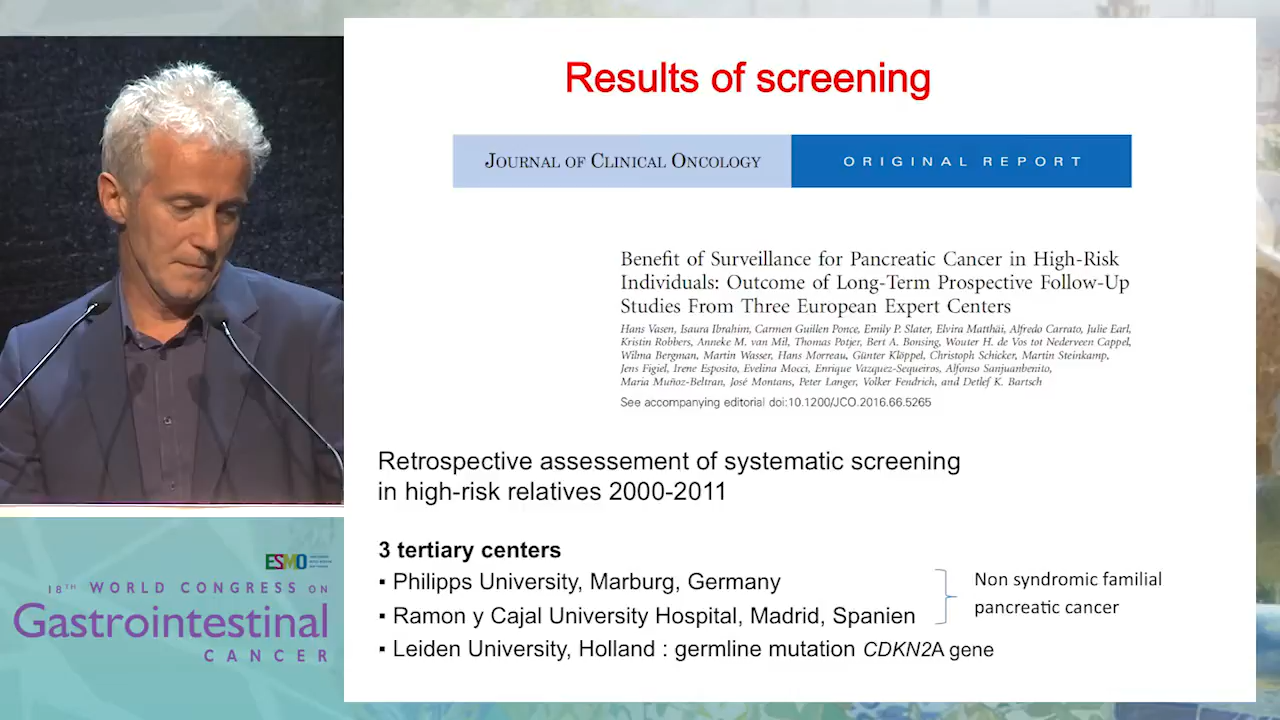 Results of screening
JOURNAL OF CLINICAL ONCOLOGY
ORIGINAL REPORT
Benefit of Surveillance for Pancreatic Cancer in High-Risk
Individuals: Outcome of Long-Term Prospective Follow-Up
Studies From Three European Expert Centers
Hans Vasen, Isaura Ibrahim, Carmen Guillen Ponce, Emily P. Slater, Elvira Matthäi, Alfredo Carrato, Julie Earl,
Kristin Robbers, Anneke M. van Mil, Thomas Potjer, Bert A. Bonsing, Wouter H. de Vos tot Nederveen Cappel,
Wilma Bergman, Martin Wasser, Hans Morreau, Günter Klöppel, Christoph Schicker, Martin Steinkamp,
Jens Figiel, Irene Esposito, Evelina Mocci, Enrique Vazquez-Sequeiros, Alfonso Sanjuanbenito,
Maria Muñoz-Beltran, José Montans, Peter Langer, Volker Fendrich, and Detlef K. Bartsch
See accompanying editorial doi:10.1200/JCO.2016.66.5265
Retrospective assessement of systematic screening
in high-risk relatives 2000-2011
3 tertiary centers
▪ Philipps University, Marburg, Germany
▪ Ramon y Cajal University Hospital, Madrid, Spanien
▪ Leiden University, Holland : germline mutation CDKN2A gene
Non syndromic familial
pancreatic cancer
ESMO
18TH WORLD CONGRESS ON
Gastrointestinal
CANCER